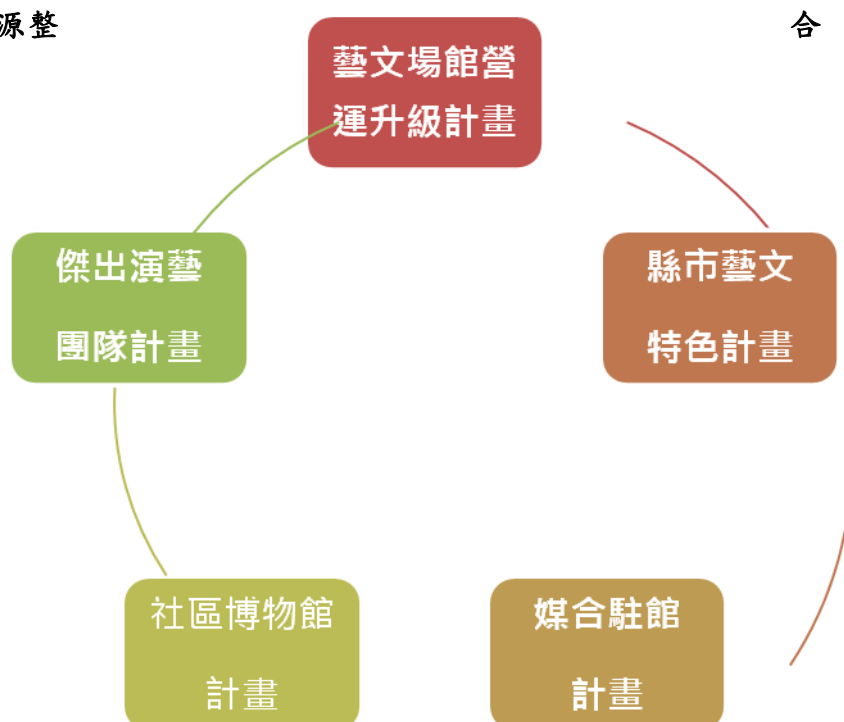 源整
合
藝文場館營
運升級計畫
傑出演藝
團隊計畫
縣市藝文
特色計畫
社區博物館
計畫
媒合駐館
計畫